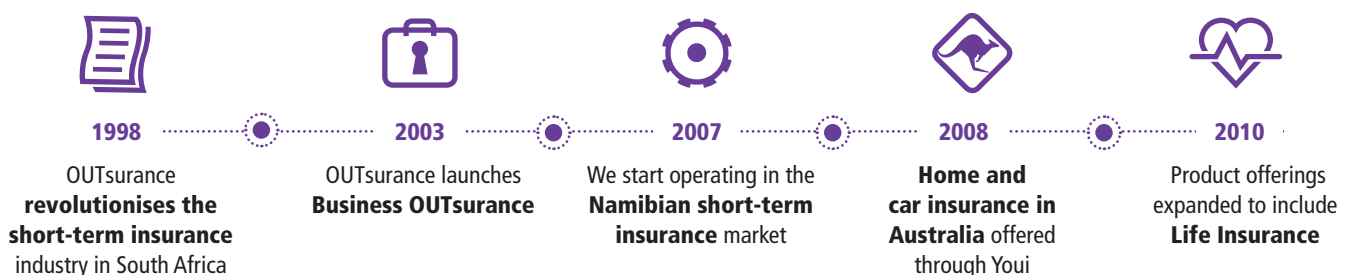 1998
OUTsurance
revolutionises the
short-term insurance
industry in South Africa
2003
OUTsurance launches
Business OUTsurance
2007
We start operating in the
Namibian short-term
insurance market
2008
Home and
car insurance in
Australia offered
through Youi
2010
Product offerings
expanded to include
Life Insurance